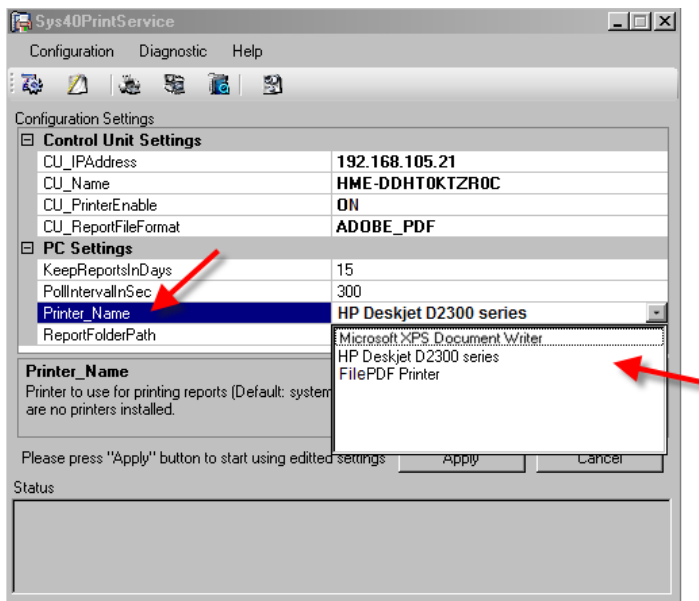 Sys40PrintService
Configuration Diagnostic Help
Configuration Settings
Control Unit Settings
CU_IPAddress 192.168.105.21
CU_Name HME-DDHT0KTZR0C
CU_PrinterEnable ON
CU_ReportFileFormat ADOBE_PDF
PC Settings
KeepReportsInDays 15
PollIntervalInSec 300
Printer_Name HP Deskjet D2300 series
ReportFolderPath
Microsoft XPS Document Writer
HP Deskjet D2300 series
FilePDF Printer
Printer_Name
Printer to use for printing reports (Default: system
are no printers installed.
Please press "Apply" button to start using editted settings Apply Cancel
Status